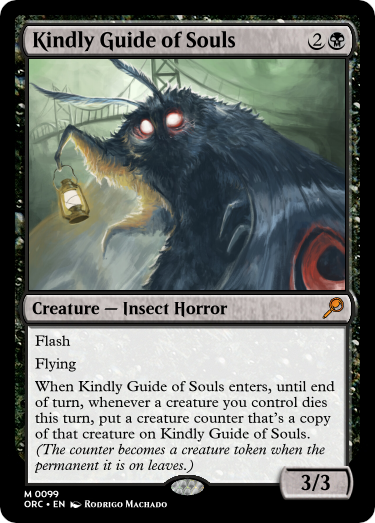 Kindly Guide of Souls 2
Creature — Insect Horror
Flash
Flying
When Kindly Guide of Souls enters, until end
of turn, whenever a creature you control dies
this turn, put a creature counter that's a copy
of that creature on Kindly Guide of Souls.
(The counter becomes a creature token when the
permanent it is on leaves.)
3/3
M 0099
ORC • EN Rodrigo Machado